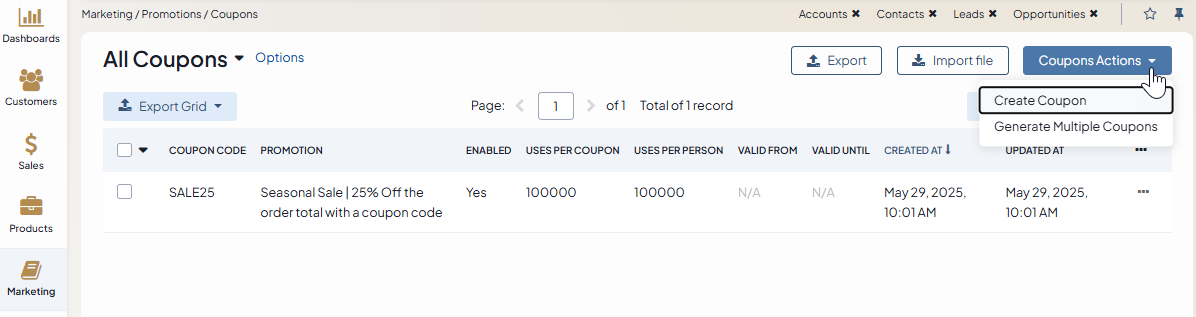 Marketing / Promotions / Coupons
Accounts ✖ Contacts ✖ Leads ✖ Opportunities ✖
Dashboards
Customers
Sales
Products
Marketing
All Coupons Options
Export Import file Coupons Actions
Create Coupon
Generate Multiple Coupons
Export Grid Page: 1 of 1 Total of 1 record
COUPON CODE PROMOTION ENABLED USES PER COUPON USES PER PERSON VALID FROM VALID UNTIL CREATED AT UPDATED AT
SALE25 Seasonal Sale | 25% Off the Yes 100000 100000 N/A N/A May 29, 2025, May 29, 2025,
order total with a coupon code 10:01 AM 10:01 AM